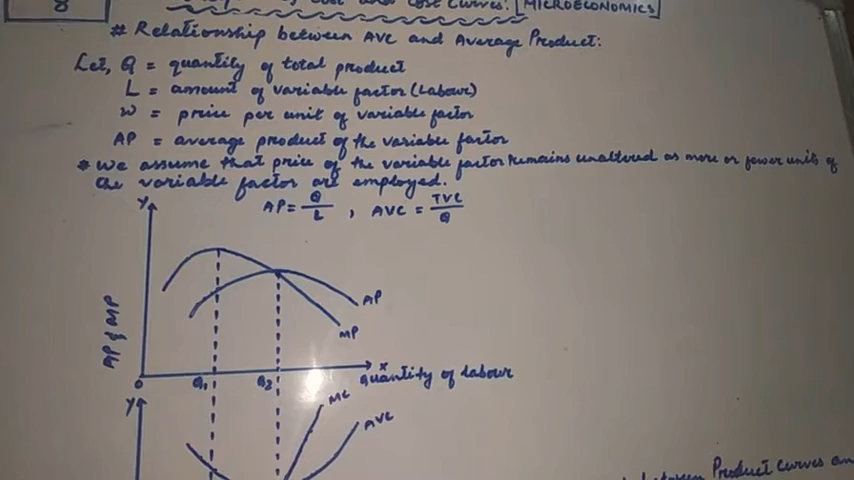 8
Cost and Cost Curves. MICROECONOMICS
# Relationship between AVC and Average Product:
Let, Q = quantity of total product
L = amount of variable factor (Labour)
w = price per unit of variable factor
AP = average product of the variable factor
* We assume that price of the variable factor remains unaltered as more or fewer units of
the variable factor are employed.
AP = Q/L , AVC = TVC/Q
Y
AP & MP
AP
MP
O
Q1
Q2
X
Quantity of Labour
Y
MC
AVC
between Product Curves an